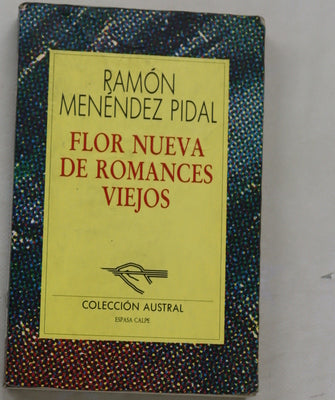 RAMÓN
MENÉNDEZ PIDAL
FLOR NUEVA
DE ROMANCES
VIEJOS
COLECCIÓN AUSTRAL
ESPASA CALPE